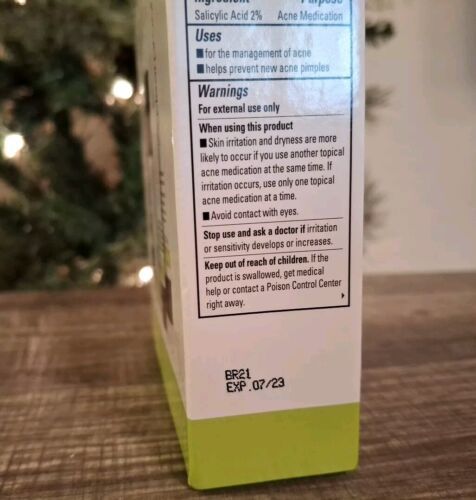 Ingredient Purpose
Salicylic Acid 2% Acne Medication
Uses
■ for the management of acne
■ helps prevent new acne pimples
Warnings
For external use only
When using this product
■ Skin irritation and dryness are more
likely to occur if you use another topical
acne medication at the same time. If
irritation occurs, use only one topical
acne medication at a time.
■ Avoid contact with eyes.
Stop use and ask a doctor if irritation
or sensitivity develops or increases.
Keep out of reach of children. If the
product is swallowed, get medical
help or contact a Poison Control Center
right away.
BR21
EXP.07/23